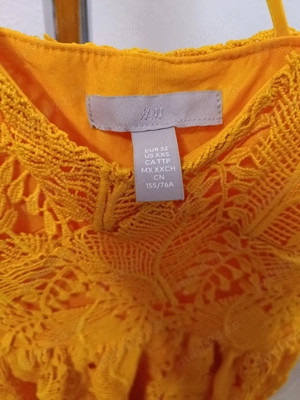 H&M
EUR 32
US XXS
CA TTP
MX XXCH
CN
155/76A